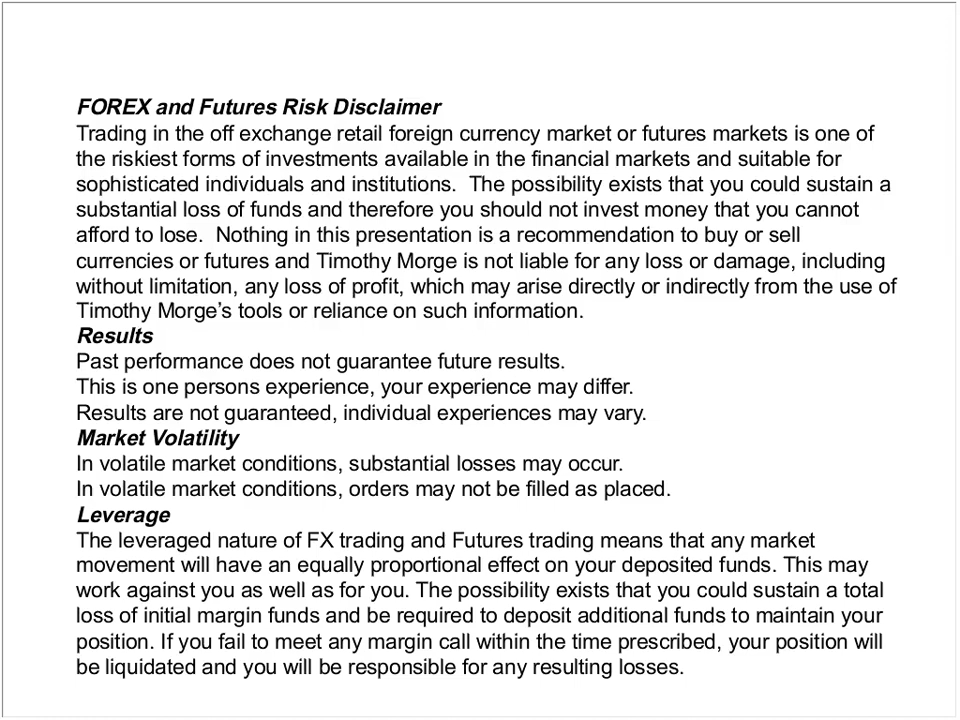 FOREX and Futures Risk Disclaimer
Trading in the off exchange retail foreign currency market or futures markets is one of
the riskiest forms of investments available in the financial markets and suitable for
sophisticated individuals and institutions.  The possibility exists that you could sustain a
substantial loss of funds and therefore you should not invest money that you cannot
afford to lose.  Nothing in this presentation is a recommendation to buy or sell
currencies or futures and Timothy Morge is not liable for any loss or damage, including
without limitation, any loss of profit, which may arise directly or indirectly from the use of
Timothy Morge’s tools or reliance on such information.
Results
Past performance does not guarantee future results.
This is one persons experience, your experience may differ.
Results are not guaranteed, individual experiences may vary.
Market Volatility
In volatile market conditions, substantial losses may occur.
In volatile market conditions, orders may not be filled as placed.
Leverage
The leveraged nature of FX trading and Futures trading means that any market
movement will have an equally proportional effect on your deposited funds. This may
work against you as well as for you. The possibility exists that you could sustain a total
loss of initial margin funds and be required to deposit additional funds to maintain your
position. If you fail to meet any margin call within the time prescribed, your position will
be liquidated and you will be responsible for any resulting losses.